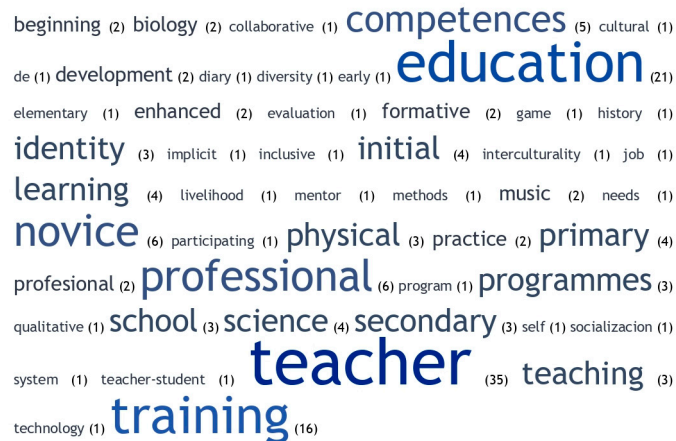 beginning (2) biology (2) collaborative (1) competences (5) cultural (1)
de (1) development (2) diary (1) diversity (1) early (1) education (21)
elementary (1) enhanced (2) evaluation (1) formative (2) game (1) history (1)
identity (3) implicit (1) inclusive (1) initial (4) interculturality (1) job (1)
learning (4) livelihood (1) mentor (1) methods (1) music (2) needs (1)
novice (6) participating (1) physical (3) practice (2) primary (4)
profesional (2) professional (6) program (1) programmes (3)
qualitative (1) school (3) science (4) secondary (3) self (1) socializacion (1)
system (1) teacher-student (1) teacher (35) teaching (3)
technology (1) training (16)